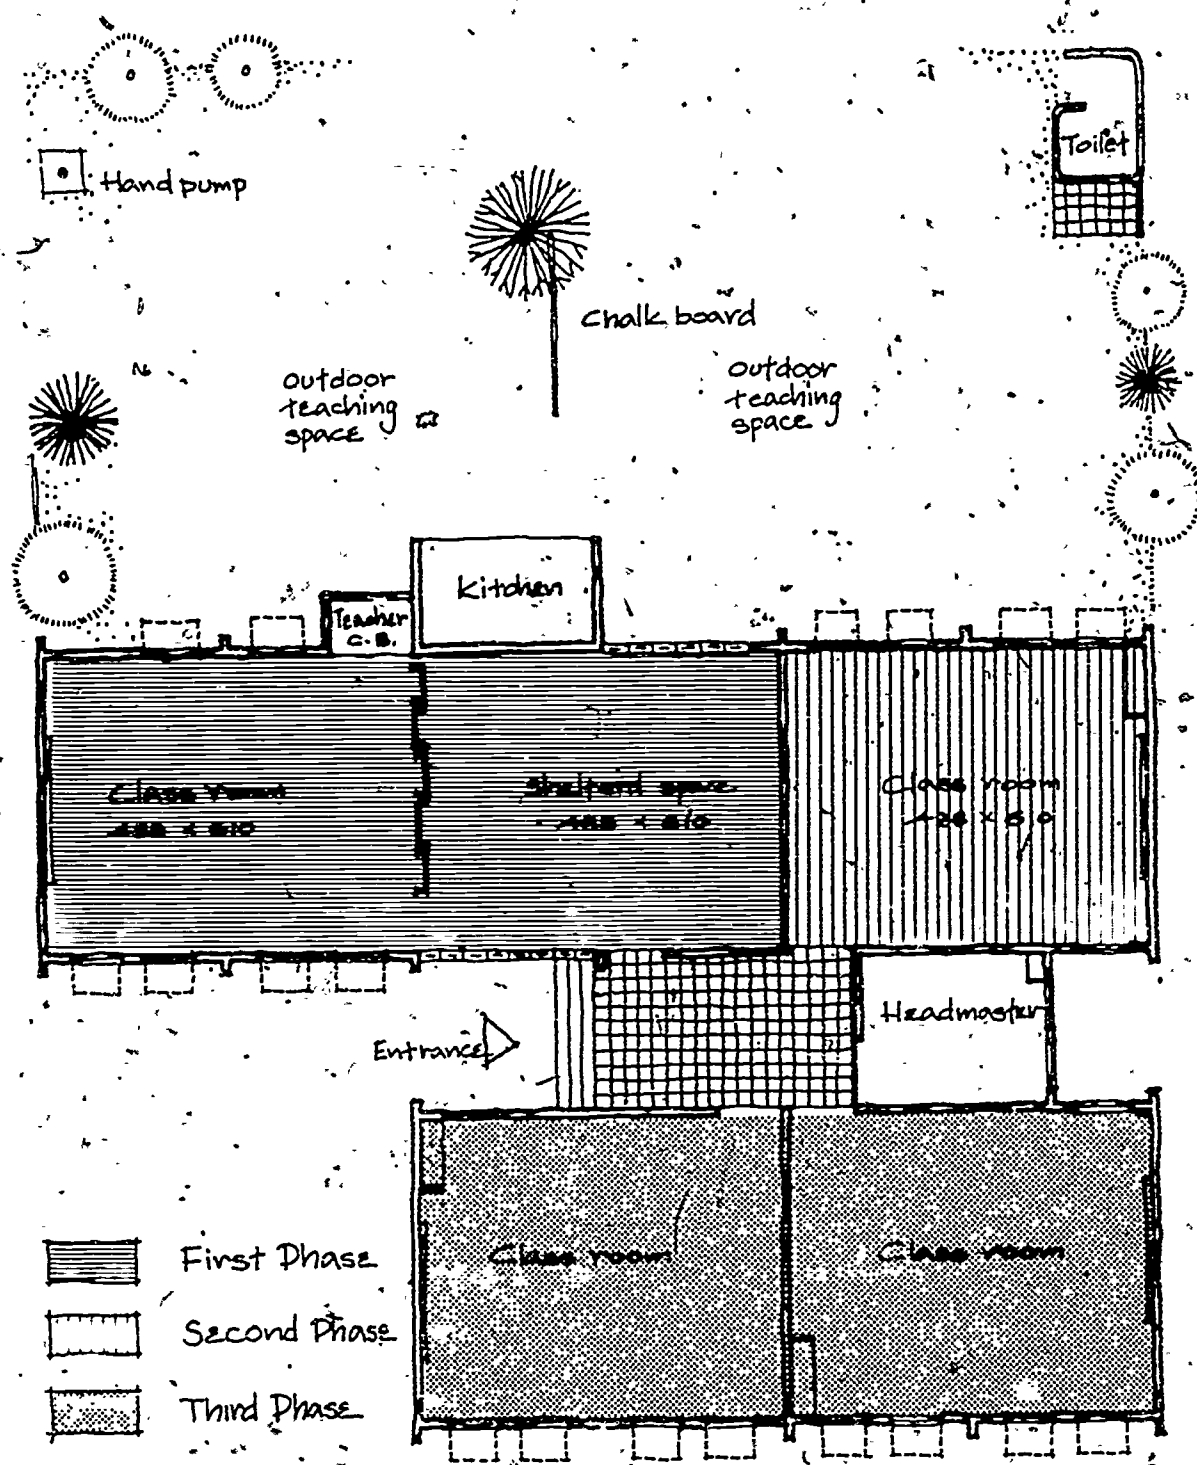 Toilet
Hand pump
Chalk board
outdoor
teaching
space
outdoor
teaching
space
Kitchen
Teacher
C.B.
Class room
Sheltered space
Class room
Headmaster
Entrance
Class room
Class room
First Phase
Second Phase
Third Phase